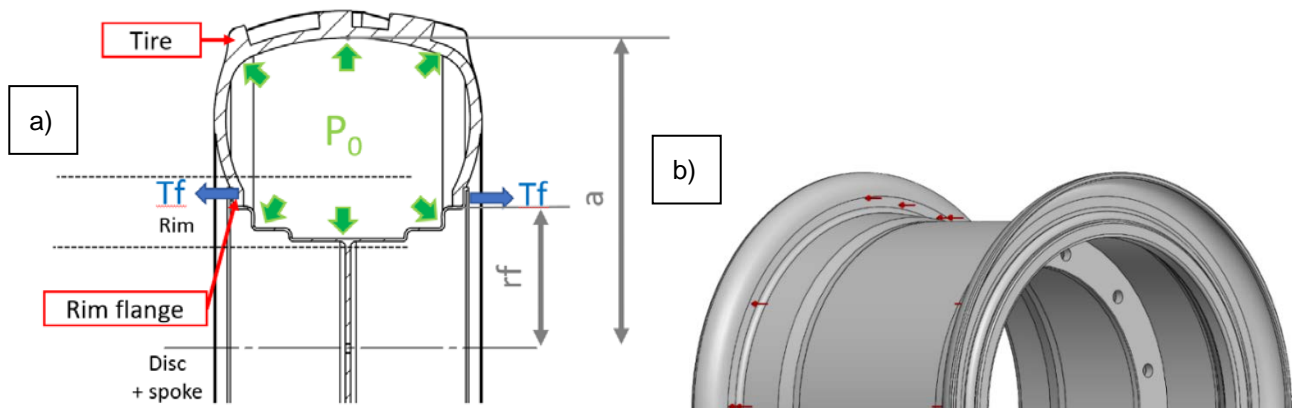 Tire
a)
P0
b)
Tf
Tf
a
Rim
rf
Rim flange
Disc
+ spoke